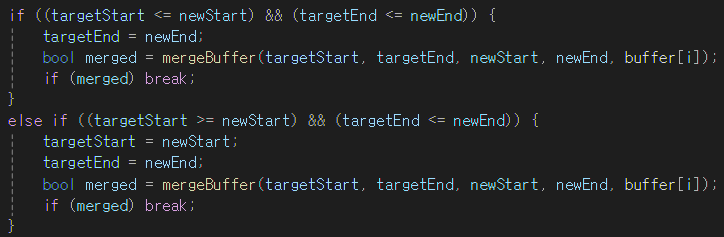 if ((targetStart <= newStart) && (targetEnd <= newEnd)) {
    targetEnd = newEnd;
    bool merged = mergeBuffer(targetStart, targetEnd, newStart, newEnd, buffer[i]);
    if (merged) break;
}
else if ((targetStart >= newStart) && (targetEnd <= newEnd)) {
    targetStart = newStart;
    targetEnd = newEnd;
    bool merged = mergeBuffer(targetStart, targetEnd, newStart, newEnd, buffer[i]);
    if (merged) break;
}